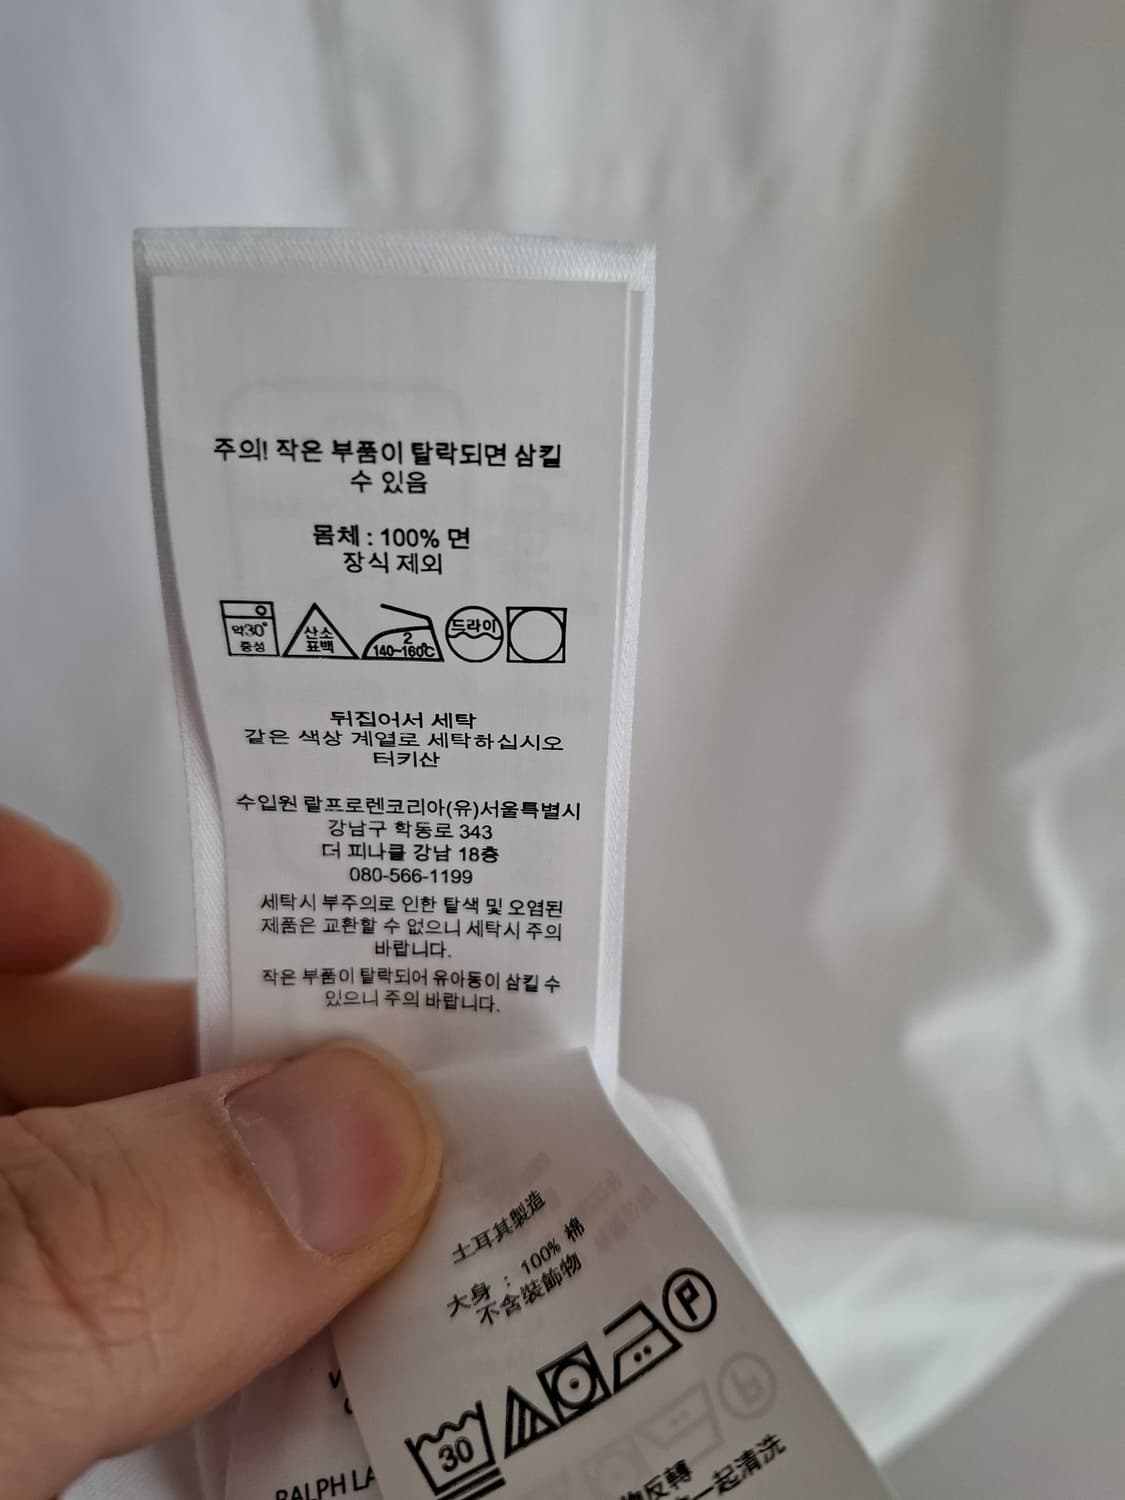 주의! 작은 부품이 탈락되면 삼킬
수 있음
몸체 : 100% 면
장식 제외
약30°
중성
산소
표백
2
140~160℃
드라이
뒤집어서 세탁
같은 색상 계열로 세탁하십시오
터키산
수입원 랄프로렌코리아(유)서울특별시
강남구 학동로 343
더 피나클 강남 18층
080-566-1199
세탁시 부주의로 인한 탈색 및 오염된
제품은 교환할 수 없으니 세탁시 주의
바랍니다.
작은 부품이 탈락되어 유아동이 삼킬 수
있으니 주의 바랍니다.
土耳其製造
大身 : 100% 棉
不含裝飾物
30
P
反轉
一起清洗
RALPH LA